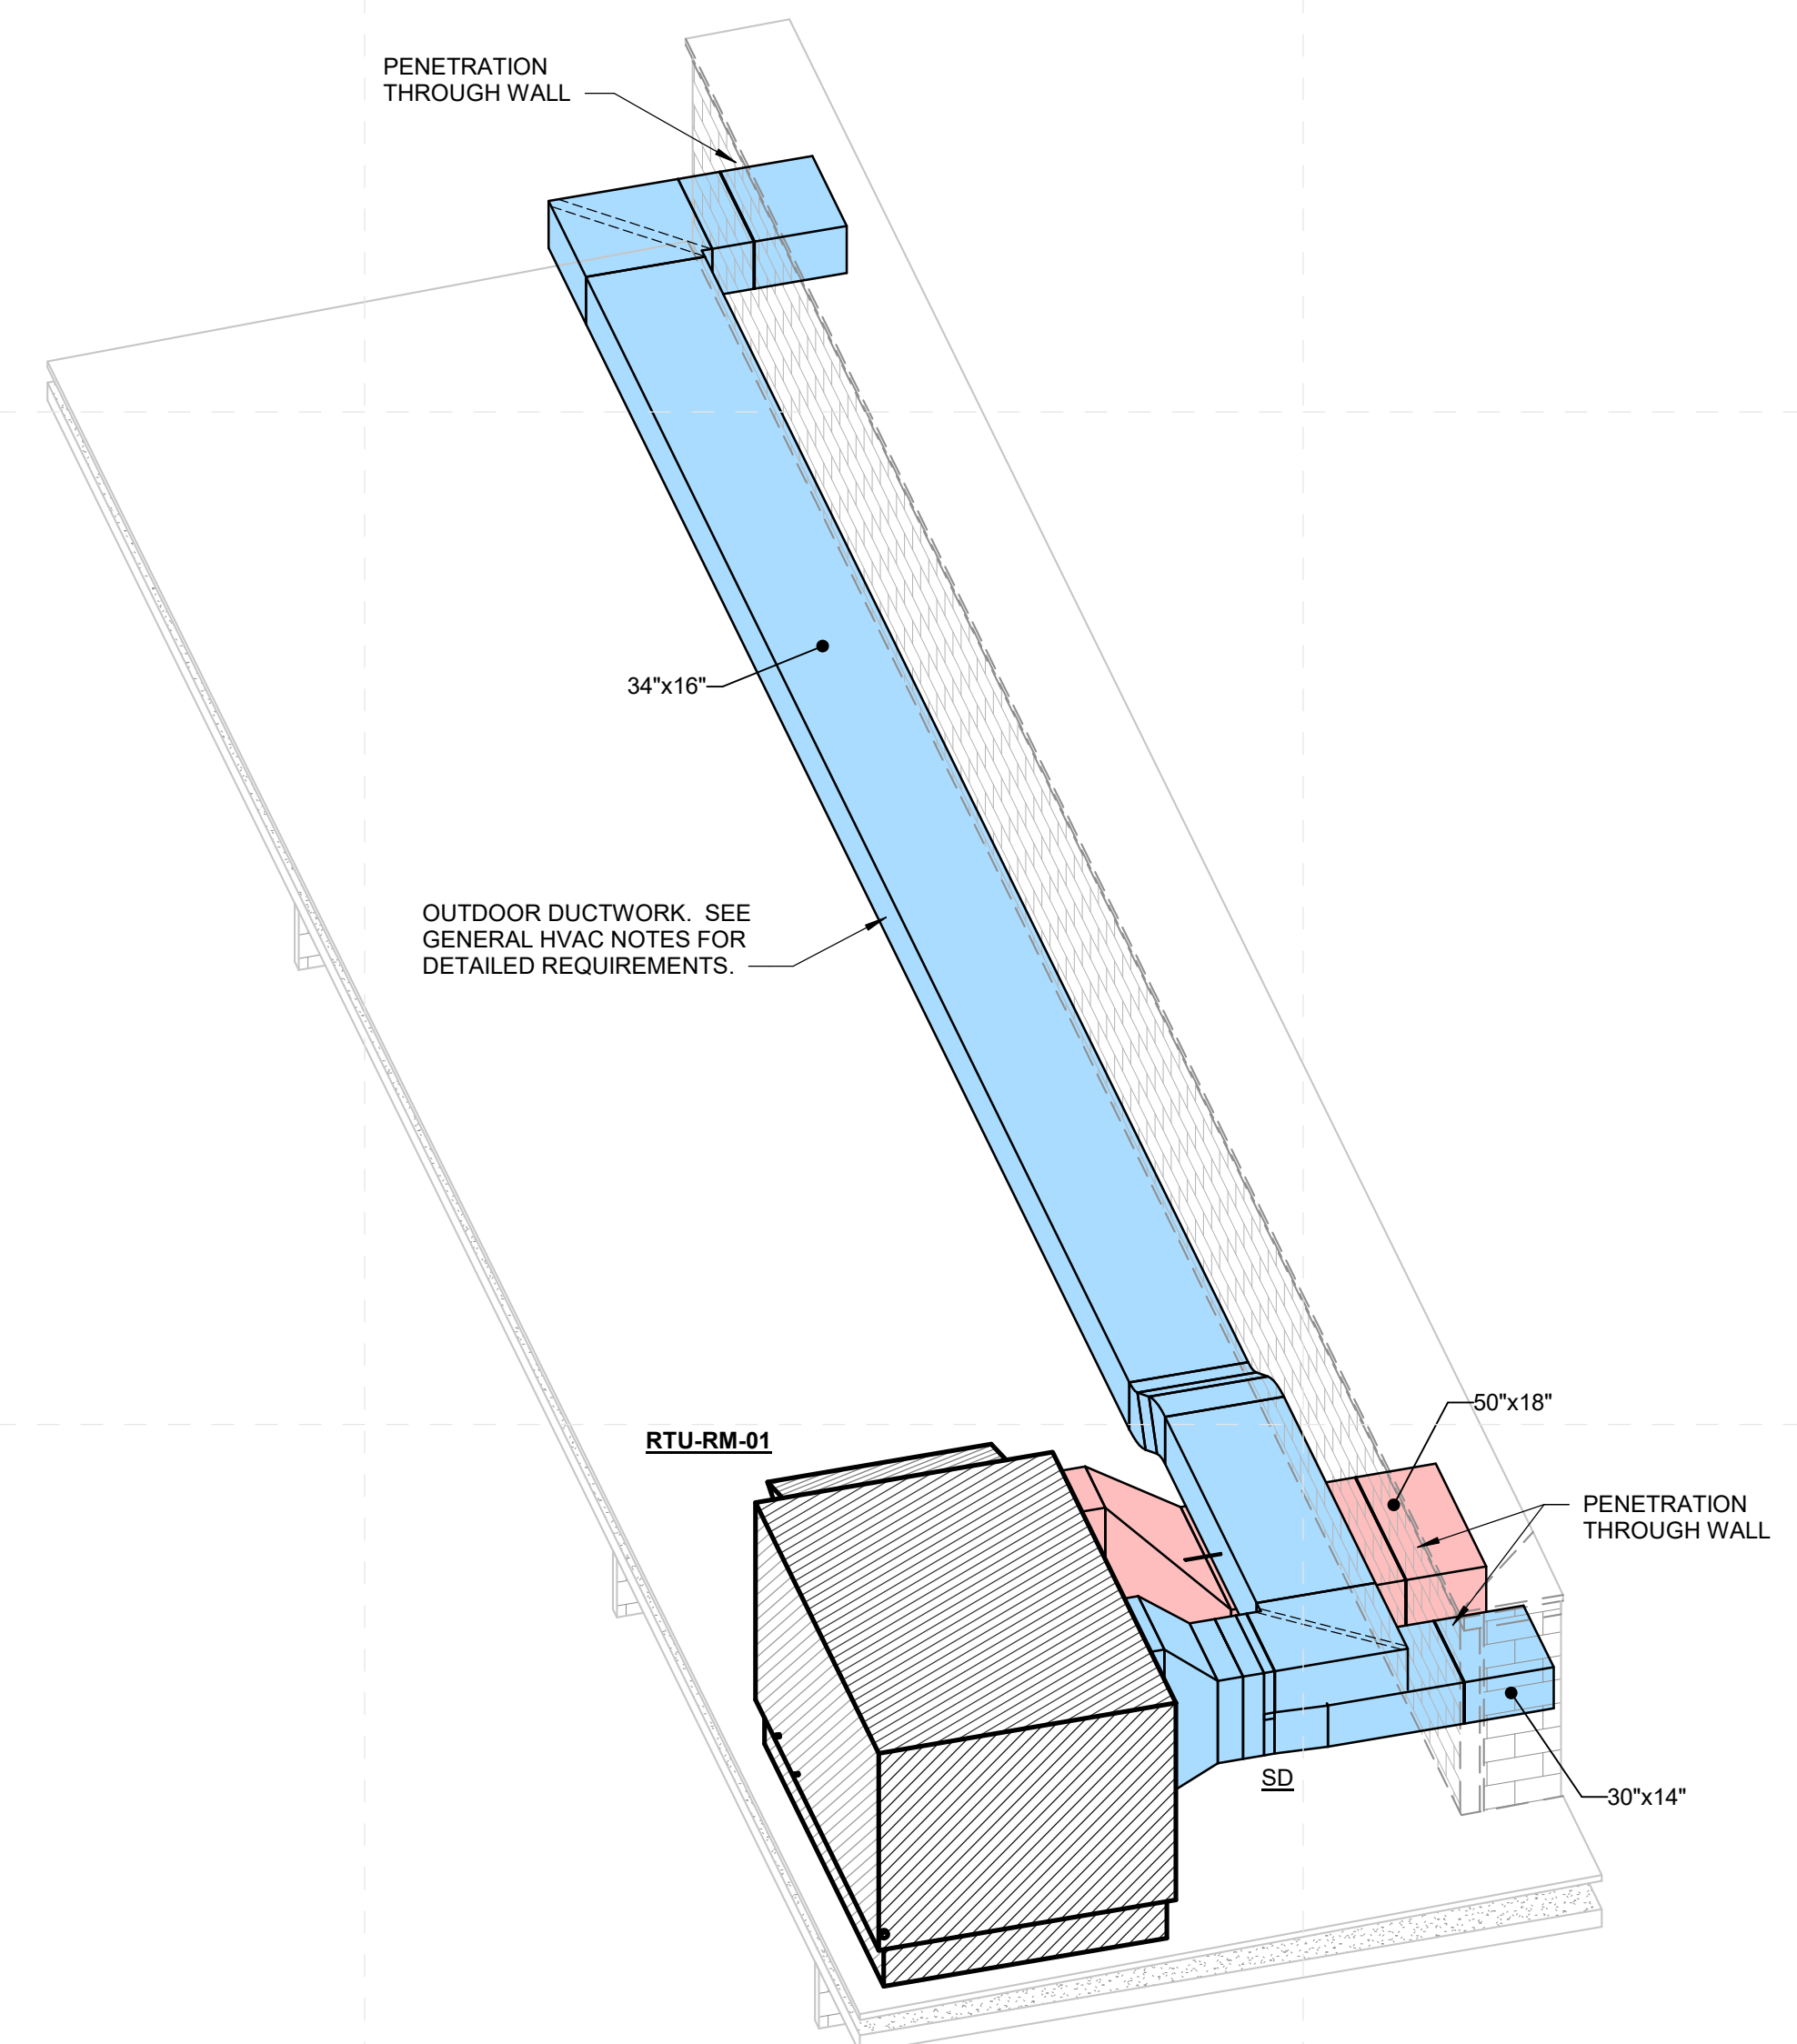 PENETRATION
THROUGH WALL
34"x16"
OUTDOOR DUCTWORK.  SEE
GENERAL HVAC NOTES FOR
DETAILED REQUIREMENTS.
50"x18"
RTU-RM-01
PENETRATION
THROUGH WALL
SD
30"x14"